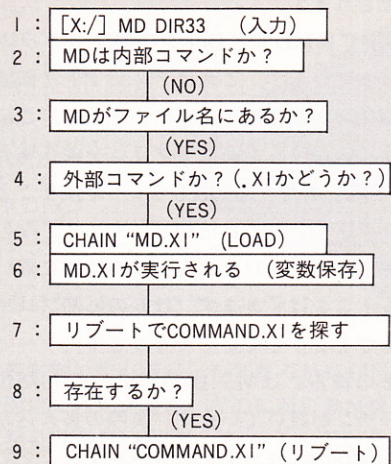 1 : [X:/] MD DIR33 (入力)
2 : MDは内部コマンドか?
(NO)
3 : MDがファイル名にあるか?
(YES)
4 : 外部コマンドか?(.X1かどうか?)
(YES)
5 : CHAIN “MD.X1” (LOAD)
6 : MD.X1が実行される (変数保存)
7 : リブートでCOMMAND.X1を探す
8 : 存在するか?
(YES)
9 : CHAIN “COMMAND.X1” (リブート)